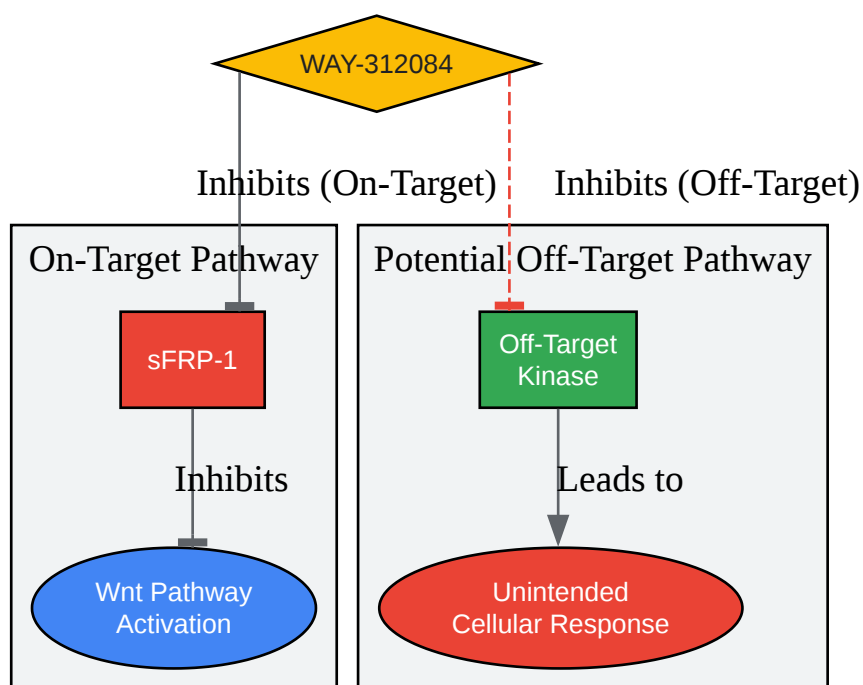 WAY-312084
Inhibits (On-Target)
Inhibits (Off-Target)
On-Target Pathway
Potential Off-Target Pathway
sFRP-1
Off-Target
Kinase
Inhibits
Leads to
Wnt Pathway
Activation
Unintended
Cellular Response